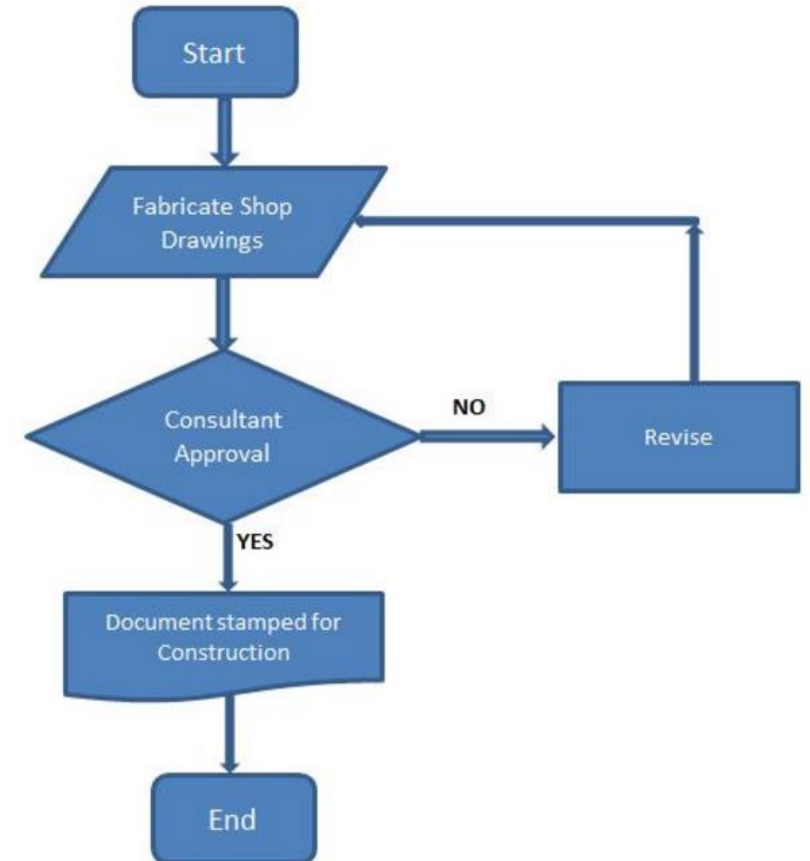 Start
Fabricate Shop
Drawings
Consultant
Approval
NO
Revise
YES
Document stamped for
Construction
End